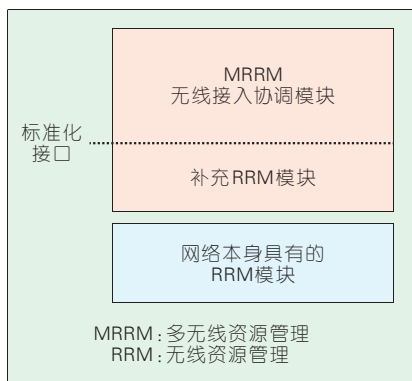 MRRM
无线接入协调模块
标准化
接口
补充RRM模块
网络本身具有的
RRM模块
MRRM：多无线资源管理
RRM：无线资源管理